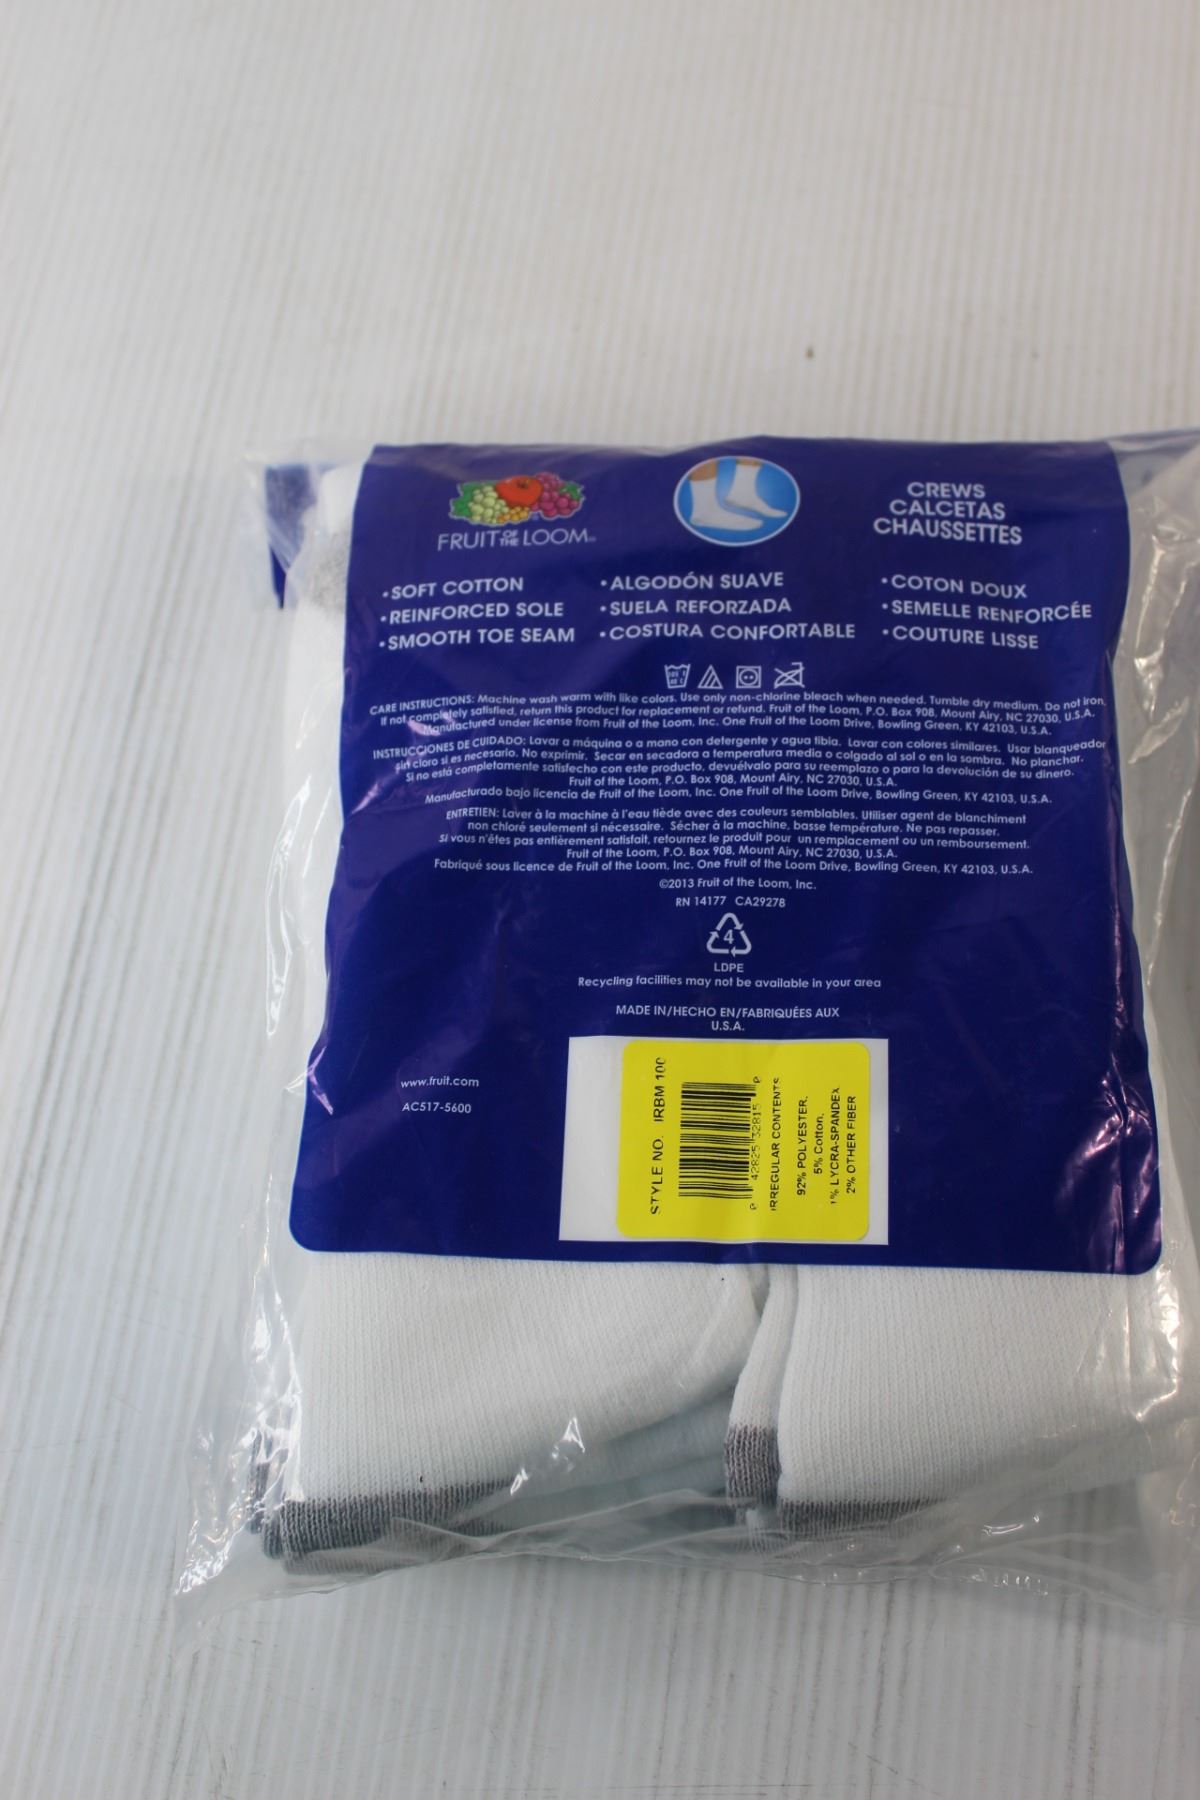 FRUIT OF THE LOOM
CREWS
CALCETAS
CHAUSSETTES
• SOFT COTTON
• REINFORCED SOLE
• SMOOTH TOE SEAM
• ALGODÓN SUAVE
• SUELA REFORZADA
• COSTURA CONFORTABLE
• COTON DOUX
• SEMELLE RENFORCÉE
• COUTURE LISSE
CARE INSTRUCTIONS: Machine wash warm with like colors. Use only non-chlorine bleach when needed. Tumble dry medium. Do not iron.
If not completely satisfied, return this product for replacement or refund. Fruit of the Loom, P.O. Box 908, Mount Airy, NC 27030, U.S.A.
Manufactured under license from Fruit of the Loom, Inc. One Fruit of the Loom Drive, Bowling Green, KY 42103, U.S.A.
INSTRUCCIONES DE CUIDADO: Lavar a máquina o a mano con detergente y agua tibia. Lavar con colores similares. Usar blanqueador
sin cloro si es necesario. No exprimir. Secar en secadora a temperatura media o colgado al sol o en la sombra. No planchar.
Si no está completamente satisfecho con este producto, devuélvalo para su reemplazo o para la devolución de su dinero.
Fruit of the Loom, P.O. Box 908, Mount Airy, NC 27030, U.S.A.
Manufacturado bajo licencia de Fruit of the Loom, Inc. One Fruit of the Loom Drive, Bowling Green, KY 42103, U.S.A.
ENTRETIEN: Laver à la machine à l'eau tiède avec des couleurs semblables. Utiliser agent de blanchiment
non chloré seulement si nécessaire. Sécher à la machine, basse température. Ne pas repasser.
Si vous n'êtes pas entièrement satisfait, retournez le produit pour un remplacement ou un remboursement.
Fruit of the Loom, P.O. Box 908, Mount Airy, NC 27030, U.S.A.
Fabriqué sous licence de Fruit of the Loom, Inc. One Fruit of the Loom Drive, Bowling Green, KY 42103, U.S.A.
©2013 Fruit of the Loom, Inc.
RN 14177 CA29278
4
LDPE
Recycling facilities may not be available in your area
MADE IN/HECHO EN/FABRIQUÉES AUX
U.S.A.
www.fruit.com
AC517-5600
STYLE NO. IRBM 100
P 42825 32815 P
IRREGULAR CONTENTS
92% POLYESTER.
5% Cotton.
1% LYCRA-SPANDEX
2% OTHER FIBER